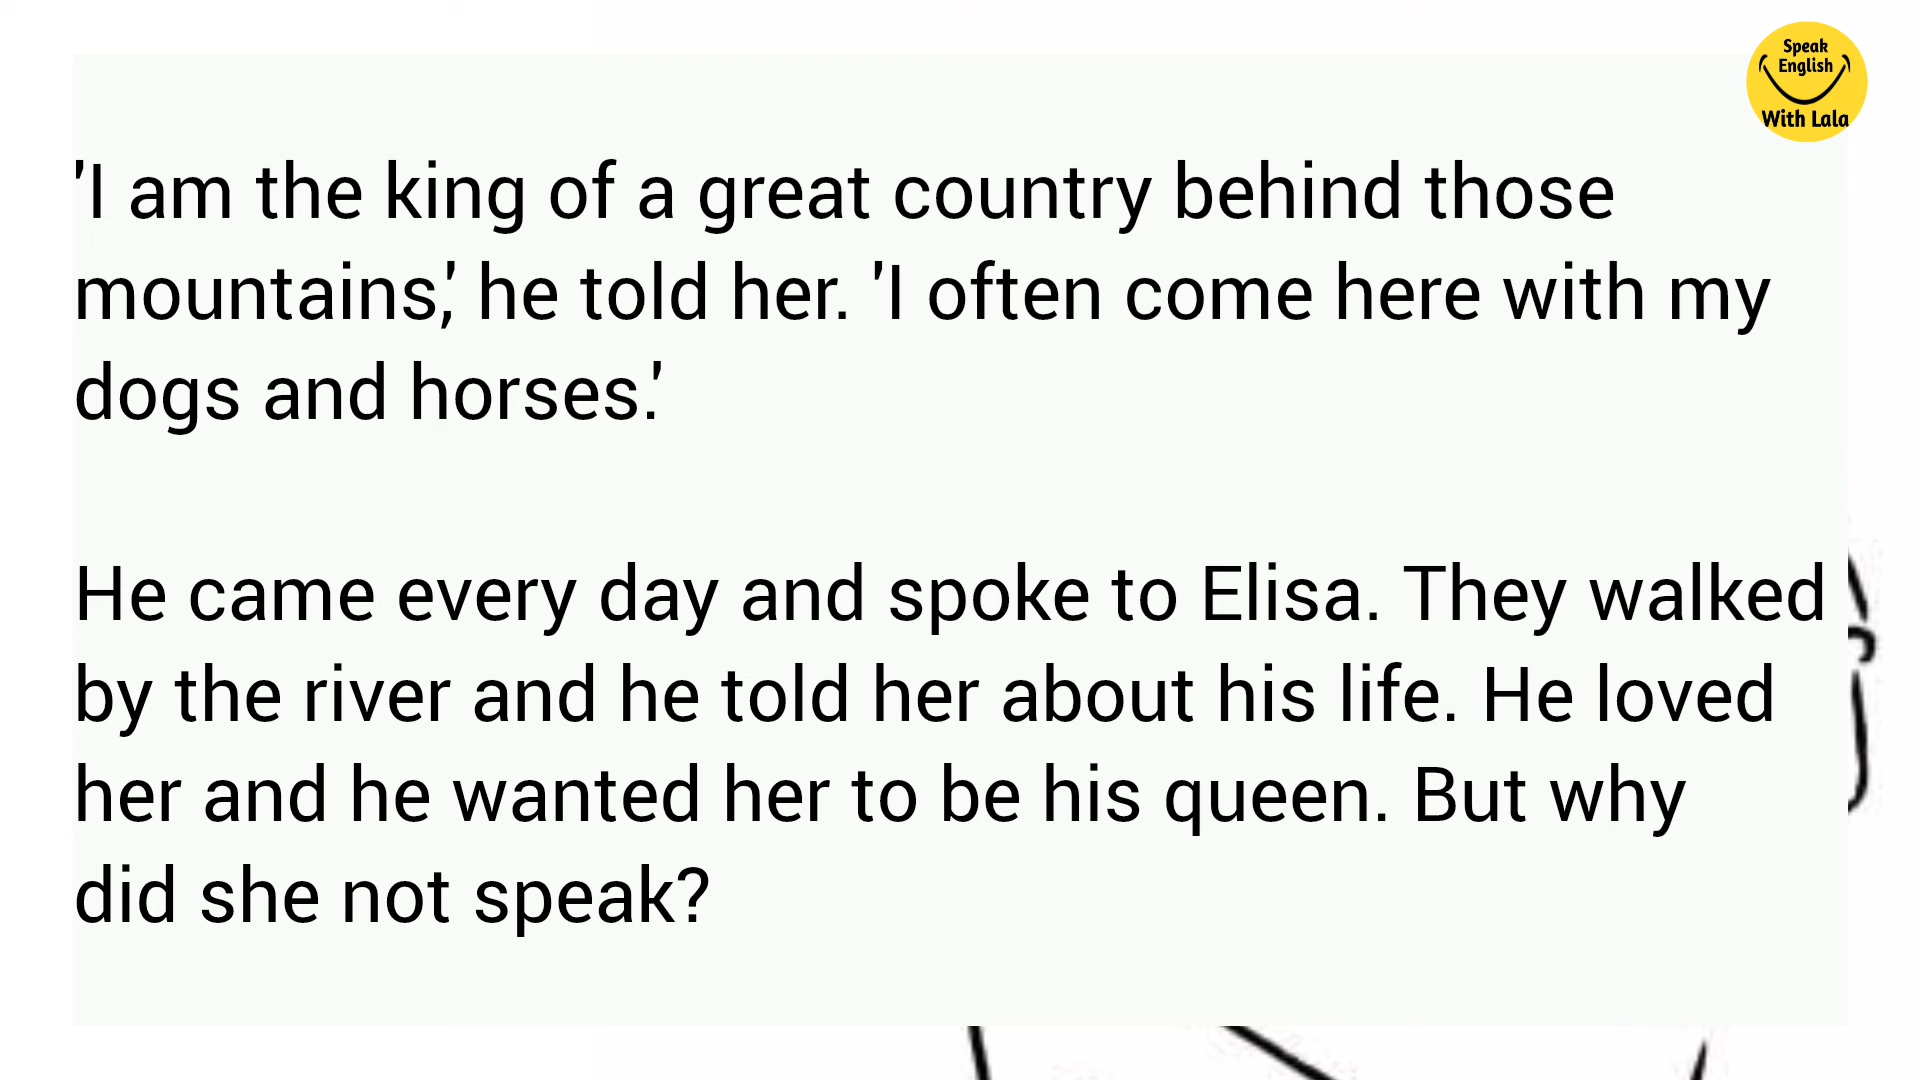 Speak
English
With Lala
'I am the king of a great country behind those
mountains,' he told her. 'I often come here with my
dogs and horses.'
He came every day and spoke to Elisa. They walked
by the river and he told her about his life. He loved
her and he wanted her to be his queen. But why
did she not speak?